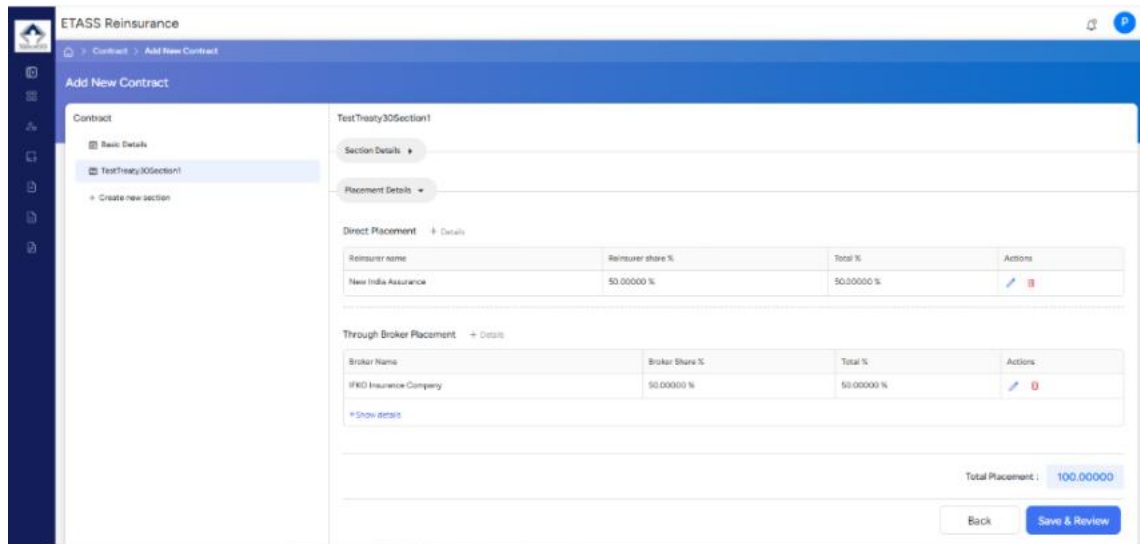 ETASS Reinsurance
P
Contract > Add New Contract
Add New Contract
Contract
Basic Details
TestTreaty30Section1
+ Create new section
TestTreaty30Section1
Section Details
Placement Details
Direct Placement + Details
Reinsurer name Reinsurer share % Total % Actions
New India Assurance 50.00000 % 50.00000 %
Through Broker Placement + Details
Broker Name Broker Share % Total % Actions
IFKO Insurance Company 50.00000 % 50.00000 %
+Show details
Total Placement : 100.00000
Back Save & Review